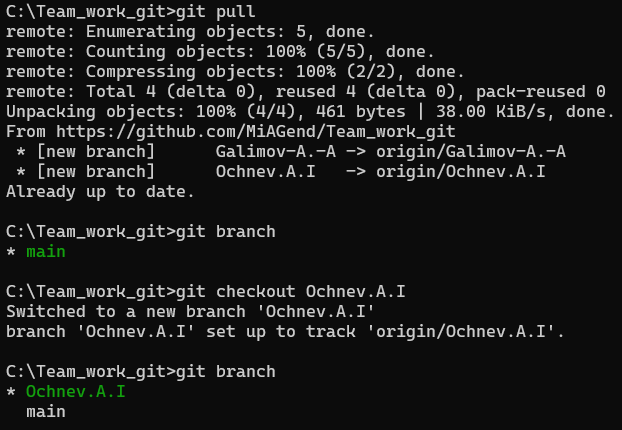 C:\Team_work_git>git pull
remote: Enumerating objects: 5, done.
remote: Counting objects: 100% (5/5), done.
remote: Compressing objects: 100% (2/2), done.
remote: Total 4 (delta 0), reused 4 (delta 0), pack-reused 0
Unpacking objects: 100% (4/4), 461 bytes | 38.00 KiB/s, done.
From https://github.com/MiAGend/Team_work_git
 * [new branch]      Galimov-A.-A -> origin/Galimov-A.-A
 * [new branch]      Ochnev.A.I   -> origin/Ochnev.A.I
Already up to date.
C:\Team_work_git>git branch
* main
C:\Team_work_git>git checkout Ochnev.A.I
Switched to a new branch 'Ochnev.A.I'
branch 'Ochnev.A.I' set up to track 'origin/Ochnev.A.I'.
C:\Team_work_git>git branch
* Ochnev.A.I
  main